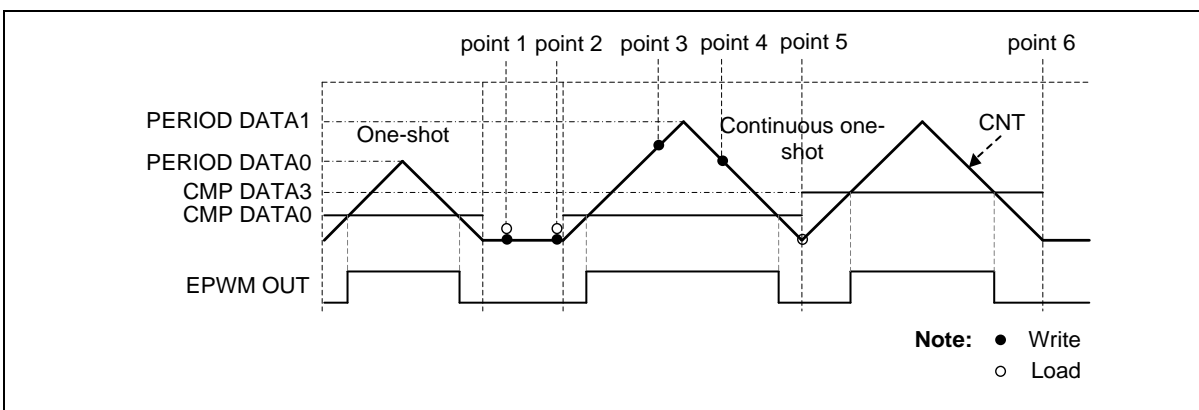 point 1 point 2 point 3 point 4 point 5 point 6
PERIOD DATA1
One-shot
Continuous one-
shot
CNT
PERIOD DATA0
CMP DATA3
CMP DATA0
EPWM OUT
Note: ● Write
○ Load